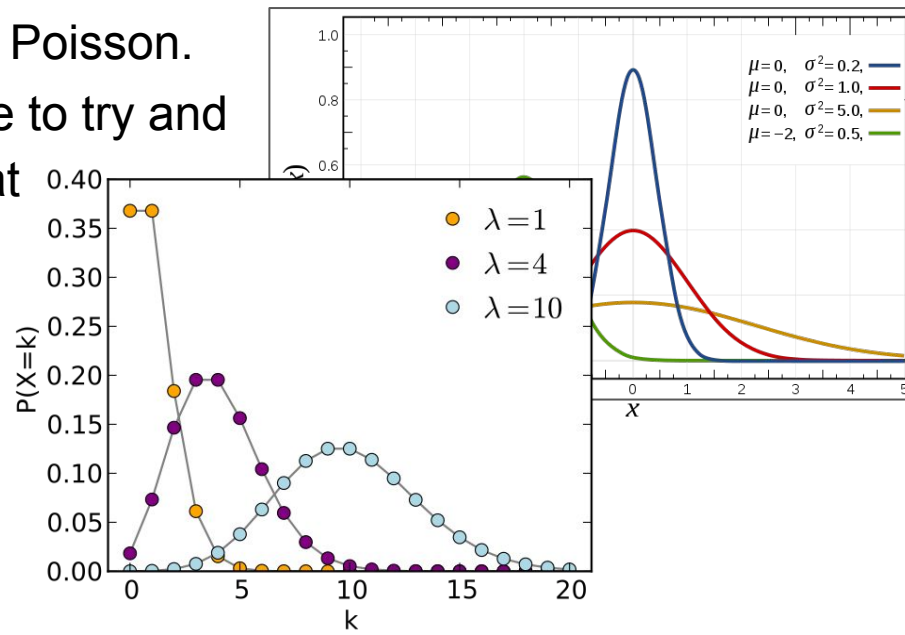 Poisson.
e to try and
at
1.0
0.8
0.6
x)
μ=0, σ²=0.2,
μ=0, σ²=1.0,
μ=0, σ²=5.0,
μ=−2, σ²=0.5,
0 1 2 3 4 5
x
0.40
0.35
0.30
0.25
0.20
0.15
0.10
0.05
0.00
P(X=k)
λ=1
λ=4
λ=10
0 5 10 15 20
k